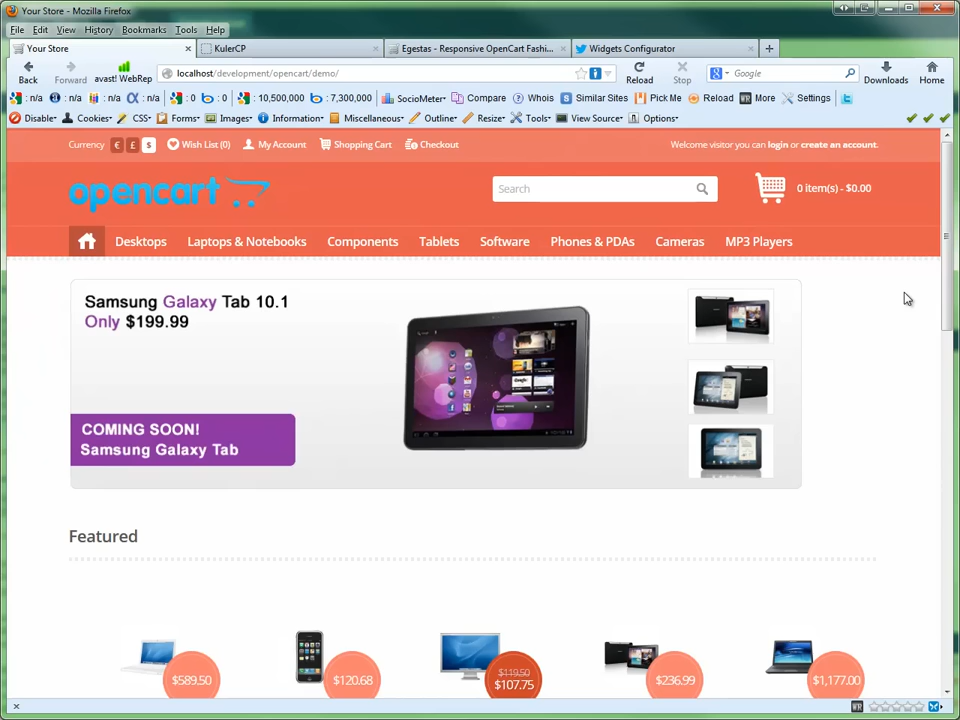 Your Store - Mozilla Firefox
File Edit View History Bookmarks Tools Help
Your Store × KulerCP × Egestas - Responsive OpenCart Fashi... × Widgets Configurator × +
localhost/development/opencart/demo/ Google
Back Forward avast! WebRep Reload Stop Downloads Home
: n/a : n/a : n/a : n/a : 0 : 0 : 10,500,000 : 7,300,000 SocioMeter Compare Whois Similar Sites Pick Me Reload More Settings
Disable Cookies CSS Forms Images Information Miscellaneous Outline Resize Tools View Source Options
Currency € £ $ Wish List (0) My Account Shopping Cart Checkout Welcome visitor you can login or create an account.
opencart Search 0 item(s) - $0.00
Desktops Laptops & Notebooks Components Tablets Software Phones & PDAs Cameras MP3 Players
Samsung Galaxy Tab 10.1
Only $199.99
COMING SOON!
Samsung Galaxy Tab
Featured
$589.50 $120.68 $119.50 $107.75 $236.99 $1,177.00